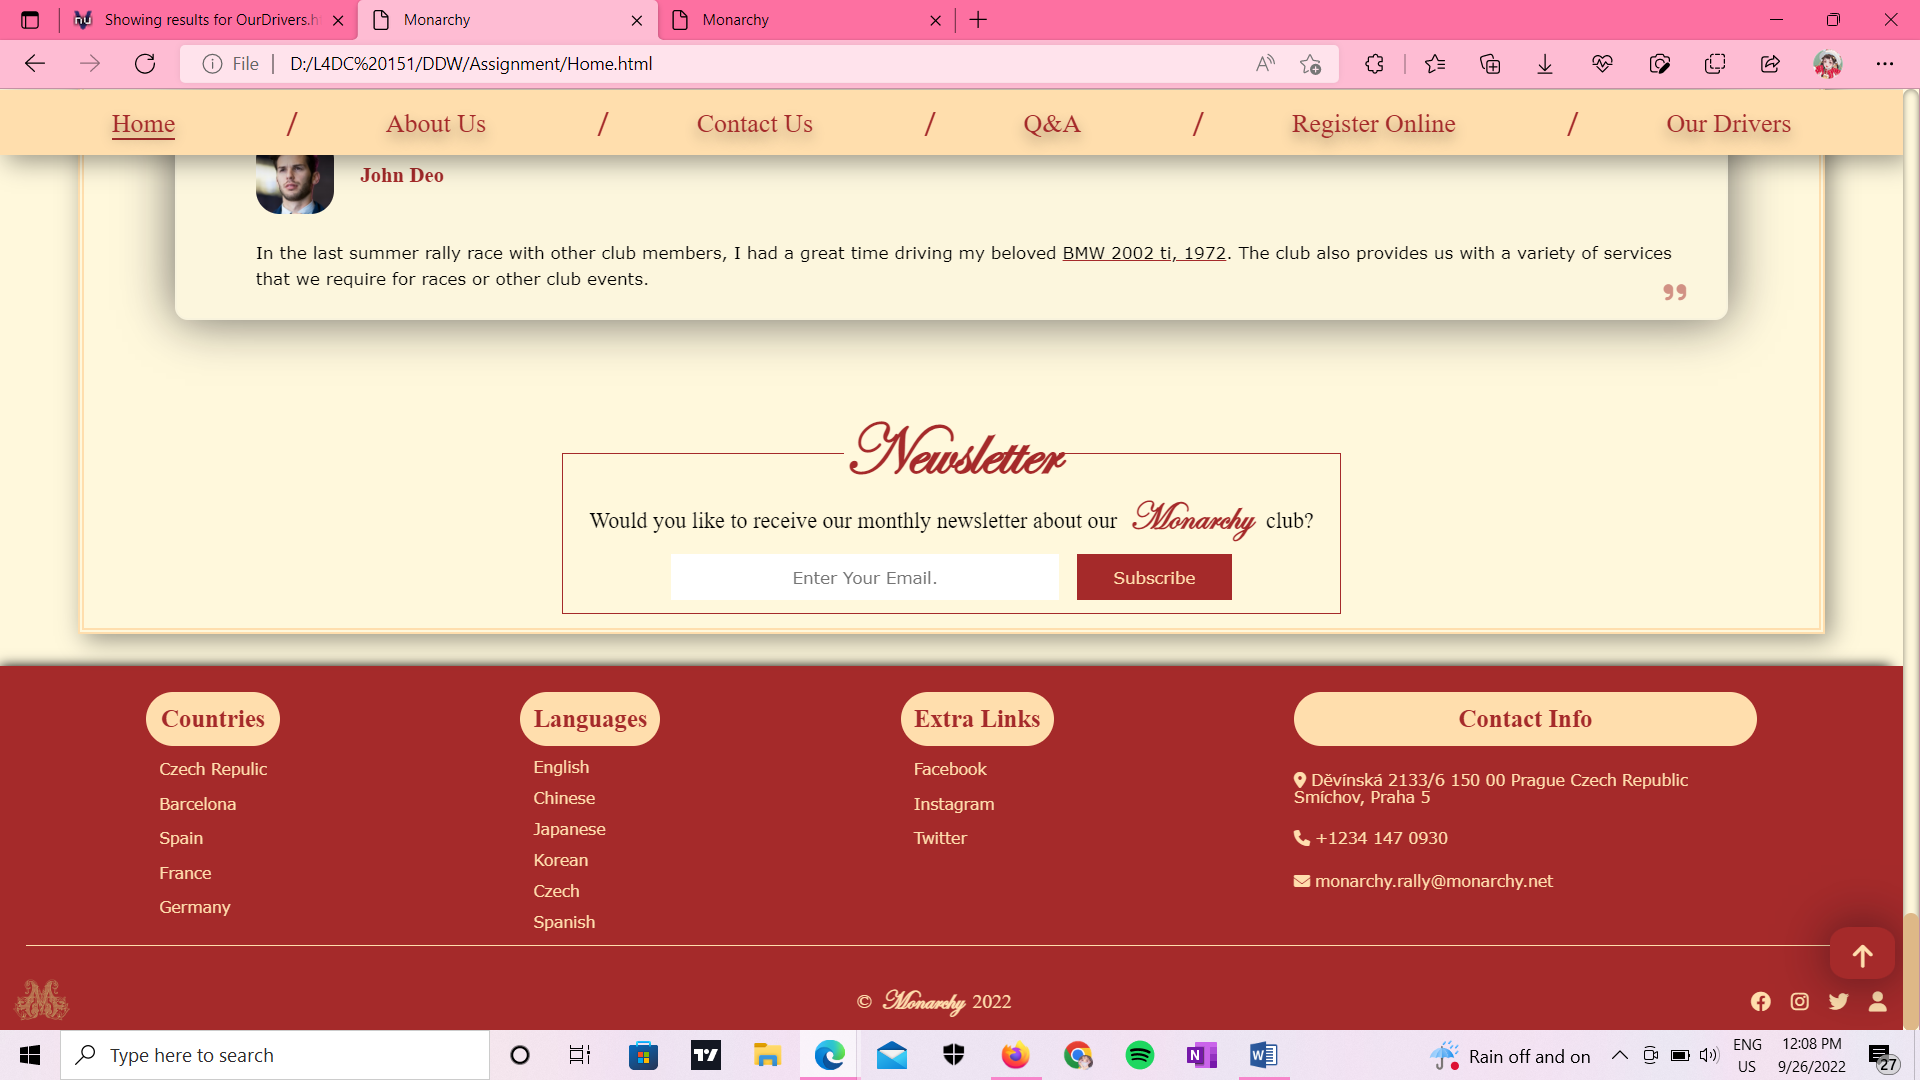 Showing results for OurDrivers.h
Monarchy
Monarchy
File
D:/L4DC%20151/DDW/Assignment/Home.html
Home / About Us / Contact Us / Q&A / Register Online / Our Drivers
John Deo
In the last summer rally race with other club members, I had a great time driving my beloved BMW 2002 ti, 1972. The club also provides us with a variety of services
that we require for races or other club events.
”
Newsletter
Would you like to receive our monthly newsletter about our Monarchy club?
Enter Your Email.
Subscribe
Countries
Czech Repulic
Barcelona
Spain
France
Germany
Languages
English
Chinese
Japanese
Korean
Czech
Spanish
Extra Links
Facebook
Instagram
Twitter
Contact Info
Děvínská 2133/6 150 00 Prague Czech Republic
Smíchov, Praha 5
+1234 147 0930
monarchy.rally@monarchy.net
© Monarchy 2022
Type here to search
Rain off and on
ENG
US
12:08 PM
9/26/2022
27